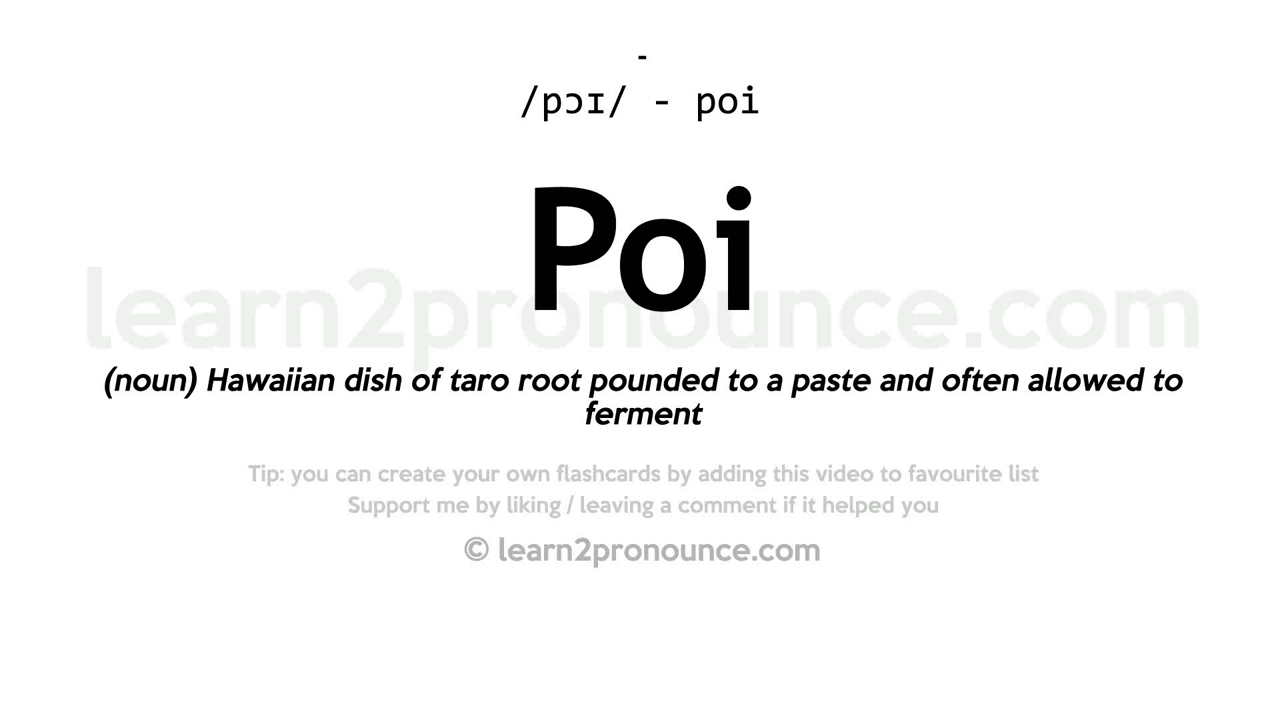 -
/pɔɪ/ - poi
Poi
learn2pronounce.com
(noun) Hawaiian dish of taro root pounded to a paste and often allowed to
ferment
Tip: you can create your own flashcards by adding this video to favourite list
Support me by liking / leaving a comment if it helped you
© learn2pronounce.com